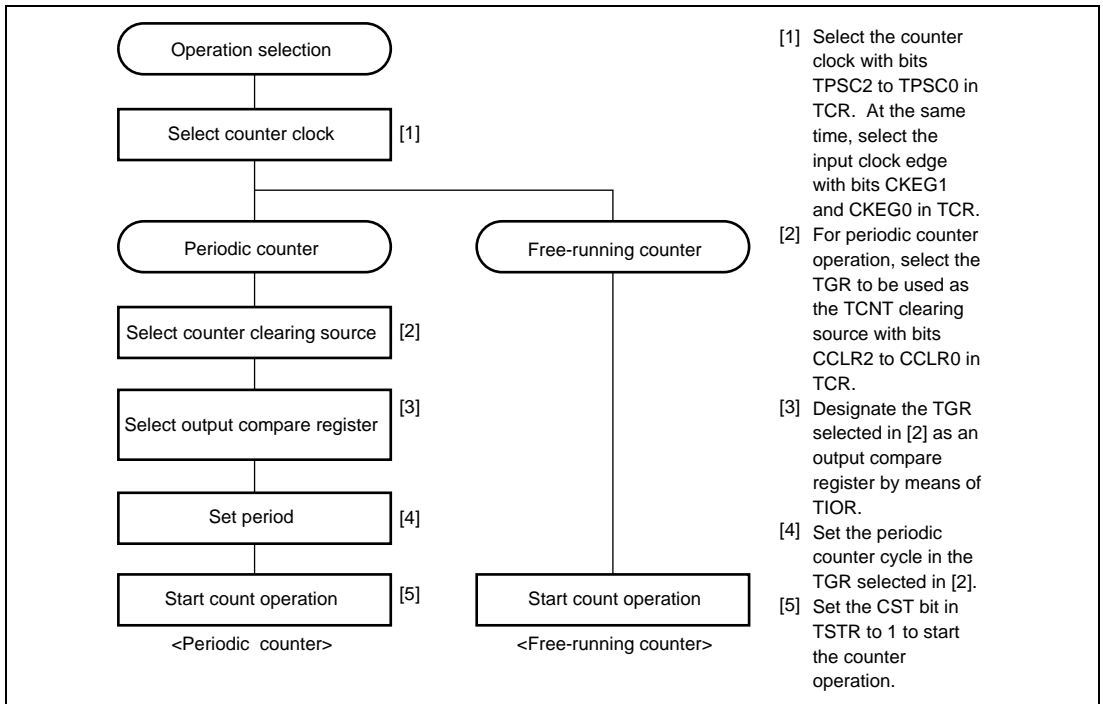 Operation selection
Select counter clock
[1]
Periodic counter
Free-running counter
Select counter clearing source
[2]
Select output compare register
[3]
Set period
[4]
Start count operation
[5]
Start count operation
<Periodic counter>
<Free-running counter>
[1] Select the counter
clock with bits
TPSC2 to TPSC0 in
TCR. At the same
time, select the
input clock edge
with bits CKEG1
and CKEG0 in TCR.
[2] For periodic counter
operation, select the
TGR to be used as
the TCNT clearing
source with bits
CCLR2 to CCLR0 in
TCR.
[3] Designate the TGR
selected in [2] as an
output compare
register by means of
TIOR.
[4] Set the periodic
counter cycle in the
TGR selected in [2].
[5] Set the CST bit in
TSTR to 1 to start
the counter
operation.